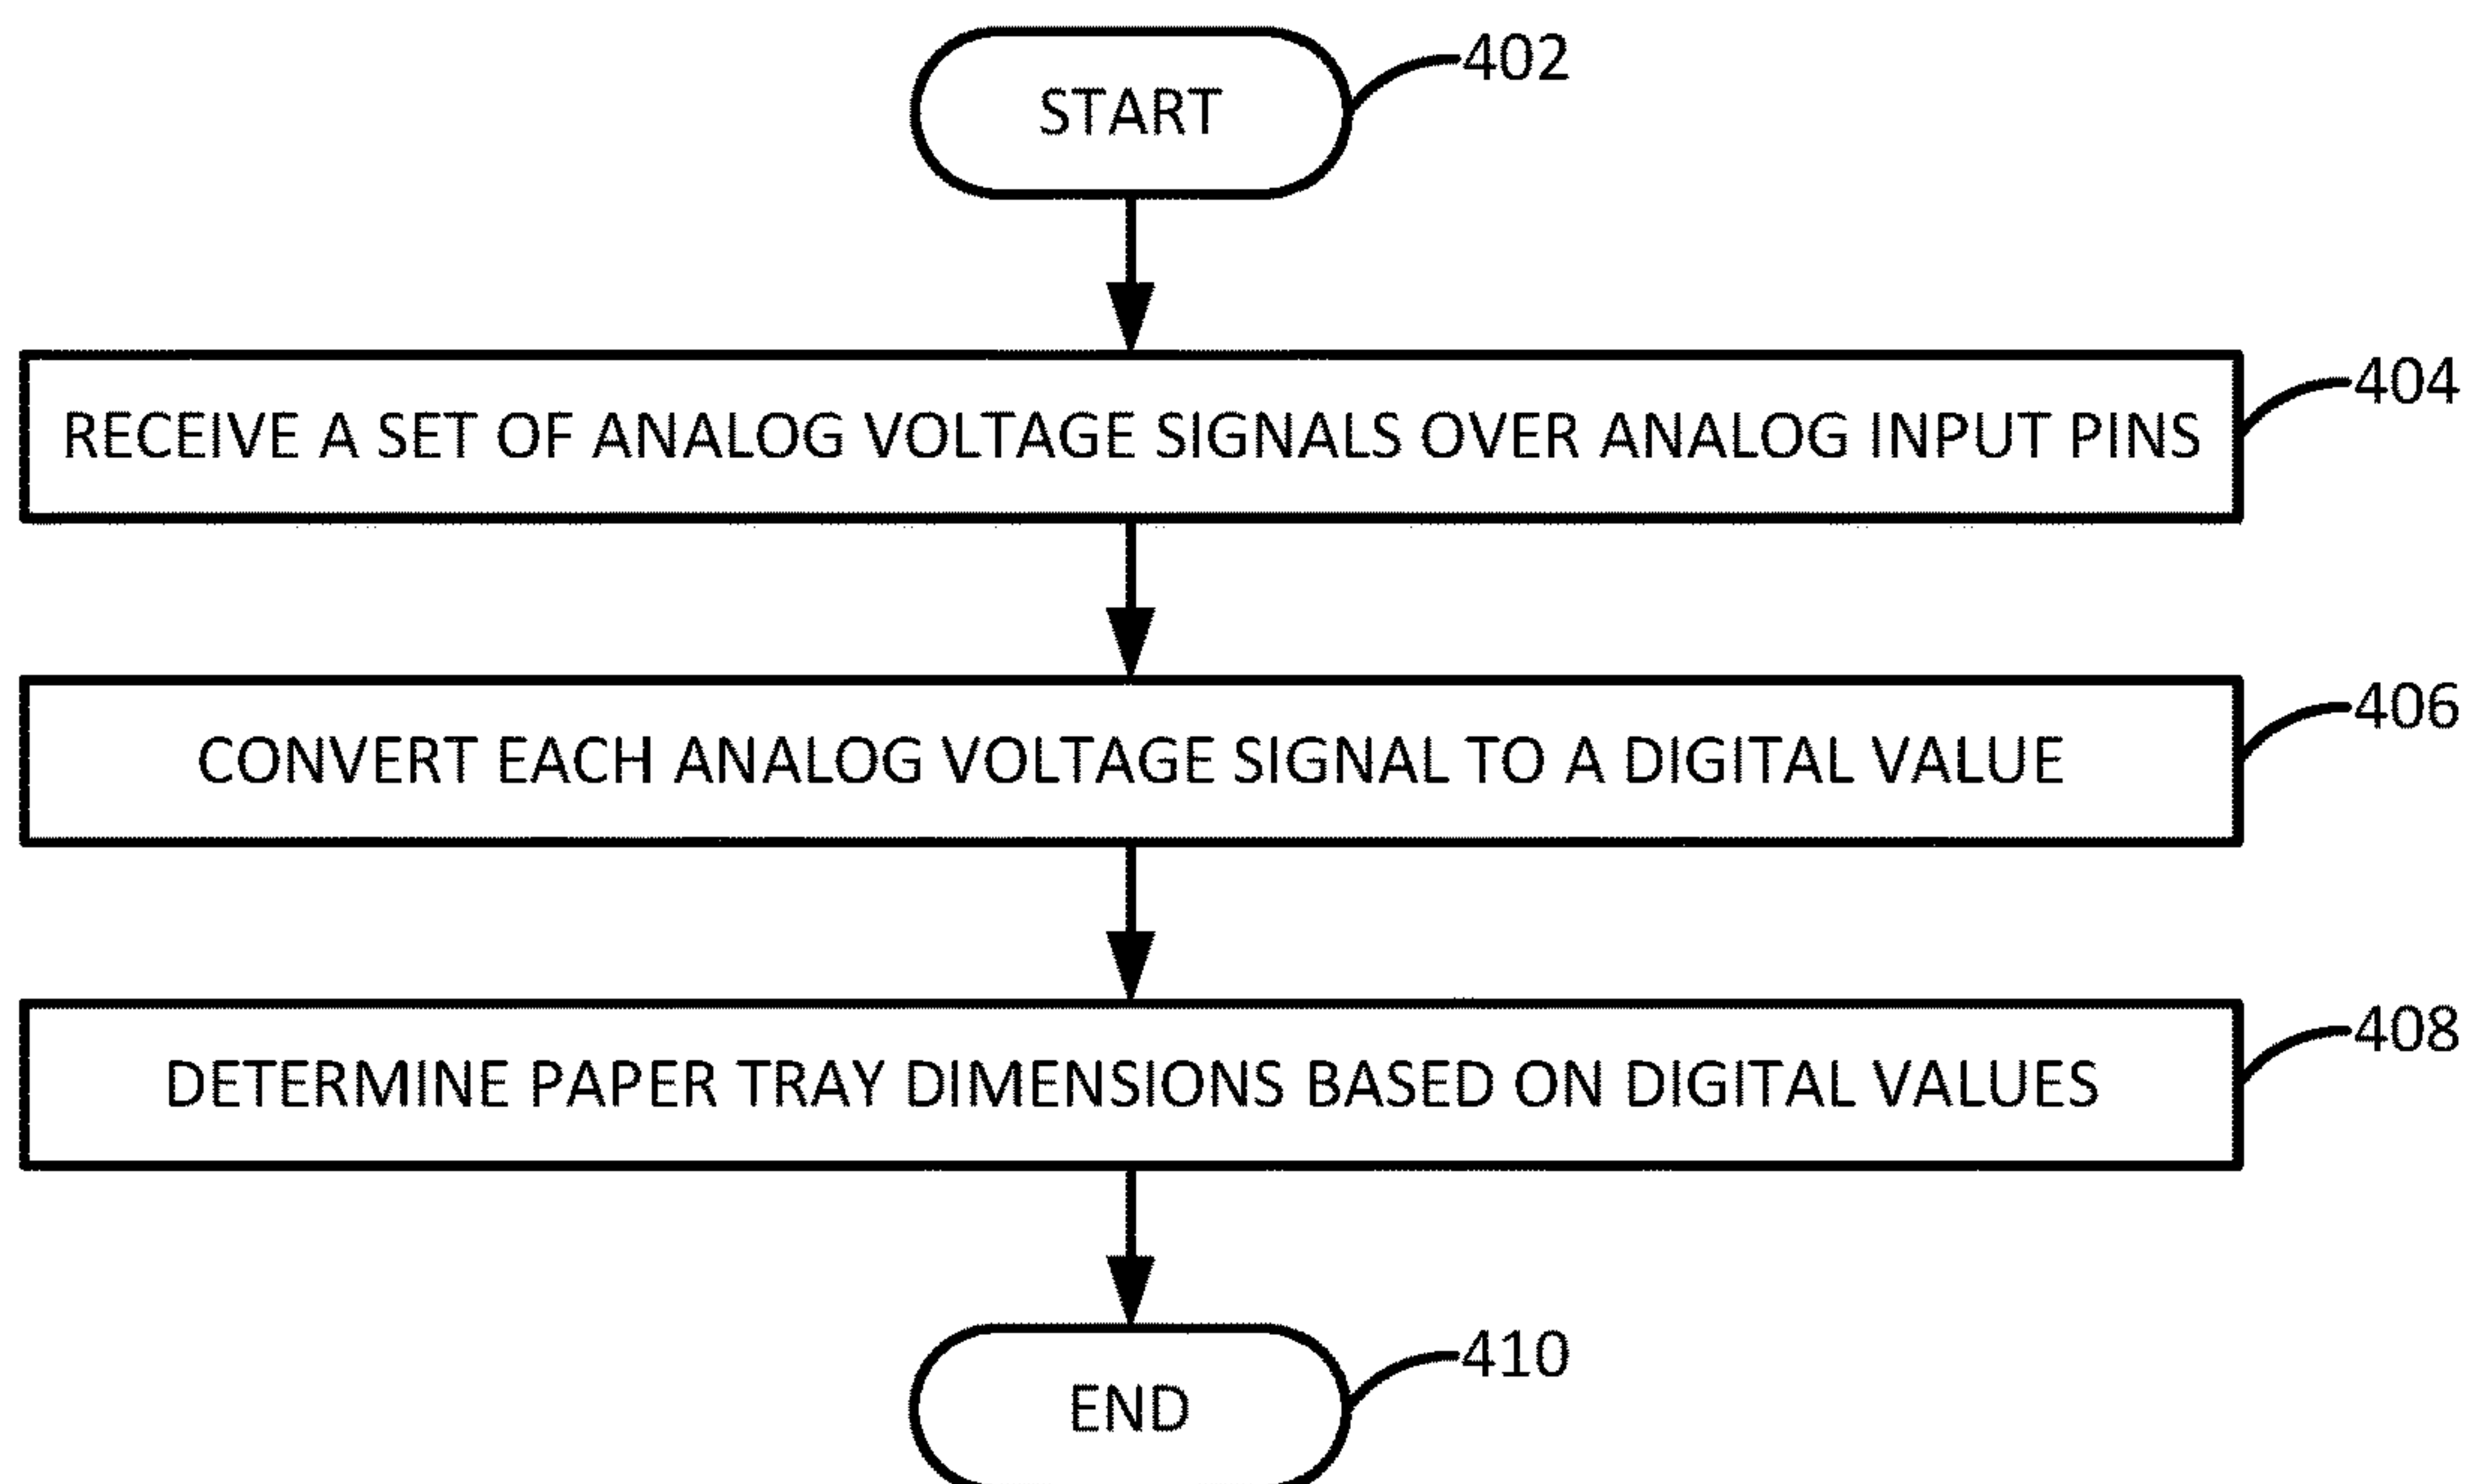 START
402
RECEIVE A SET OF ANALOG VOLTAGE SIGNALS OVER ANALOG INPUT PINS
404
CONVERT EACH ANALOG VOLTAGE SIGNAL TO A DIGITAL VALUE
406
DETERMINE PAPER TRAY DIMENSIONS BASED ON DIGITAL VALUES
408
END
410